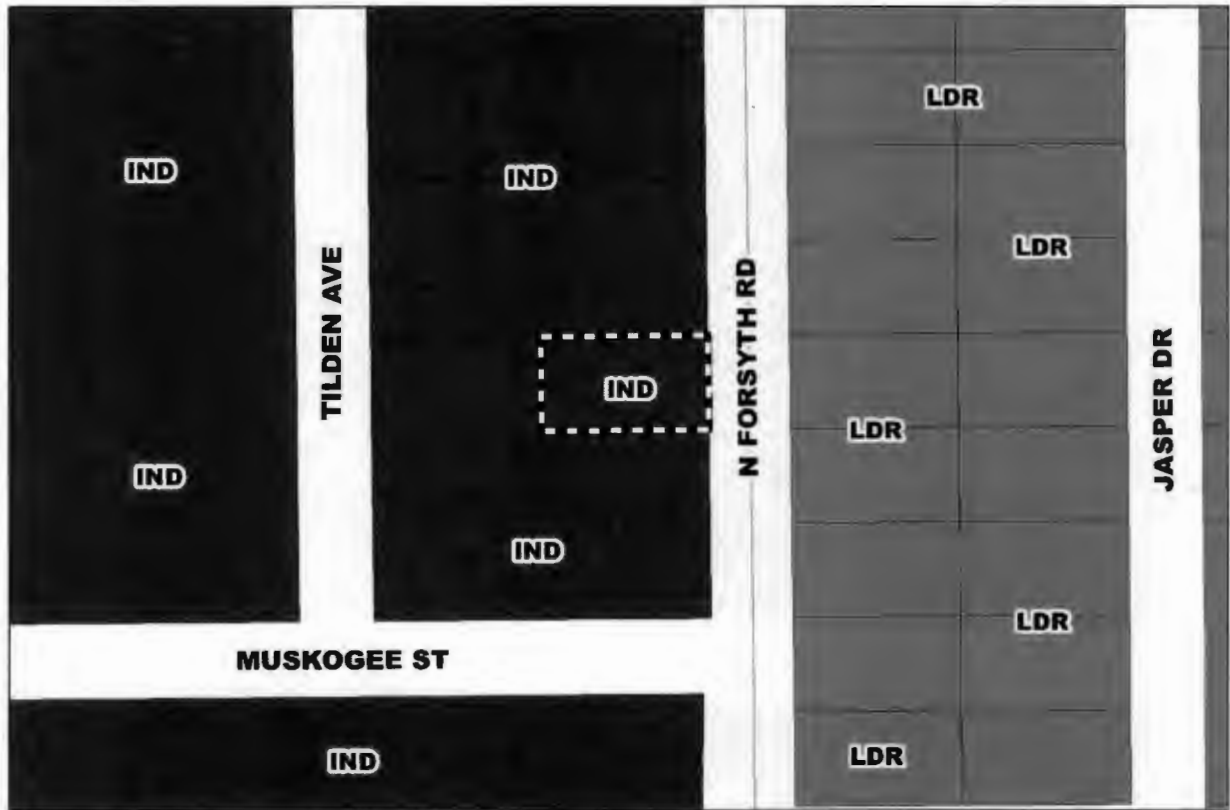 LDR
IND
IND
LDR
TILDEN AVE
N FORSYTH RD
JASPER DR
IND
LDR
IND
IND
LDR
MUSKOGEE ST
LDR
IND